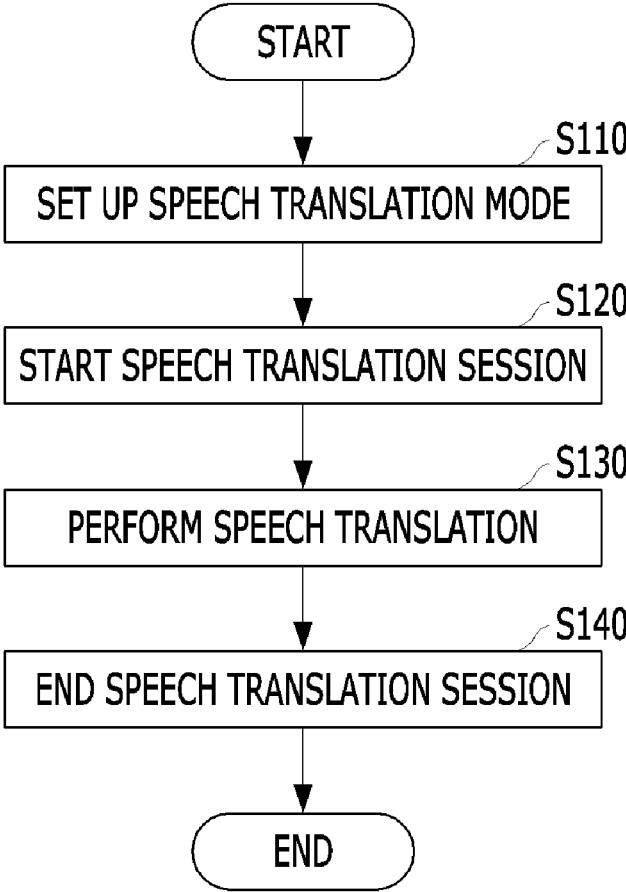 START
S110
SET UP SPEECH TRANSLATION MODE
S120
START SPEECH TRANSLATION SESSION
S130
PERFORM SPEECH TRANSLATION
S140
END SPEECH TRANSLATION SESSION
END